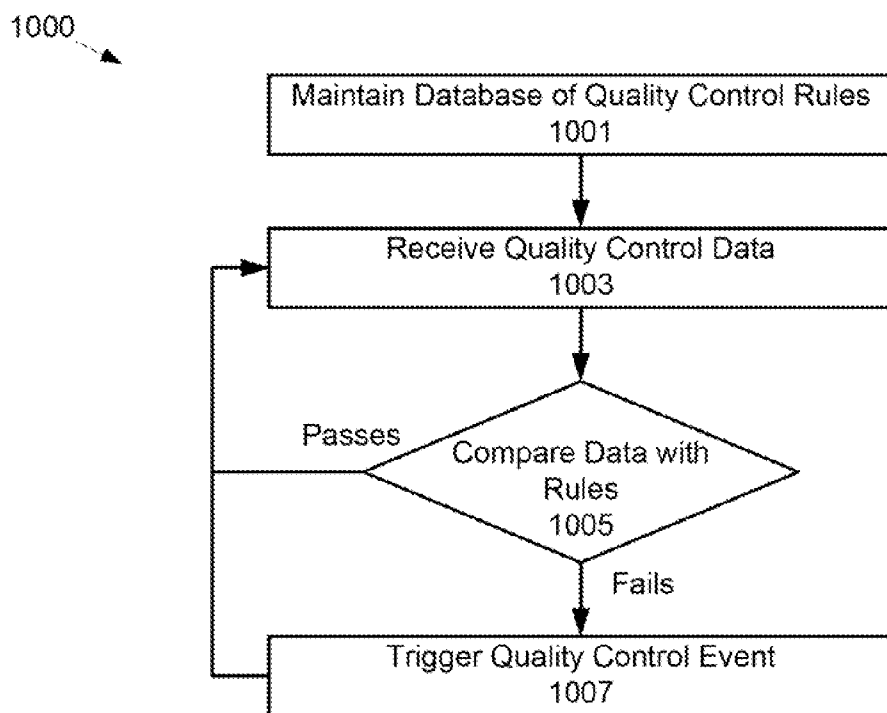 1000
Maintain Database of Quality Control Rules
1001
Receive Quality Control Data
1003
Passes
Compare Data with
Rules
1005
Fails
Trigger Quality Control Event
1007